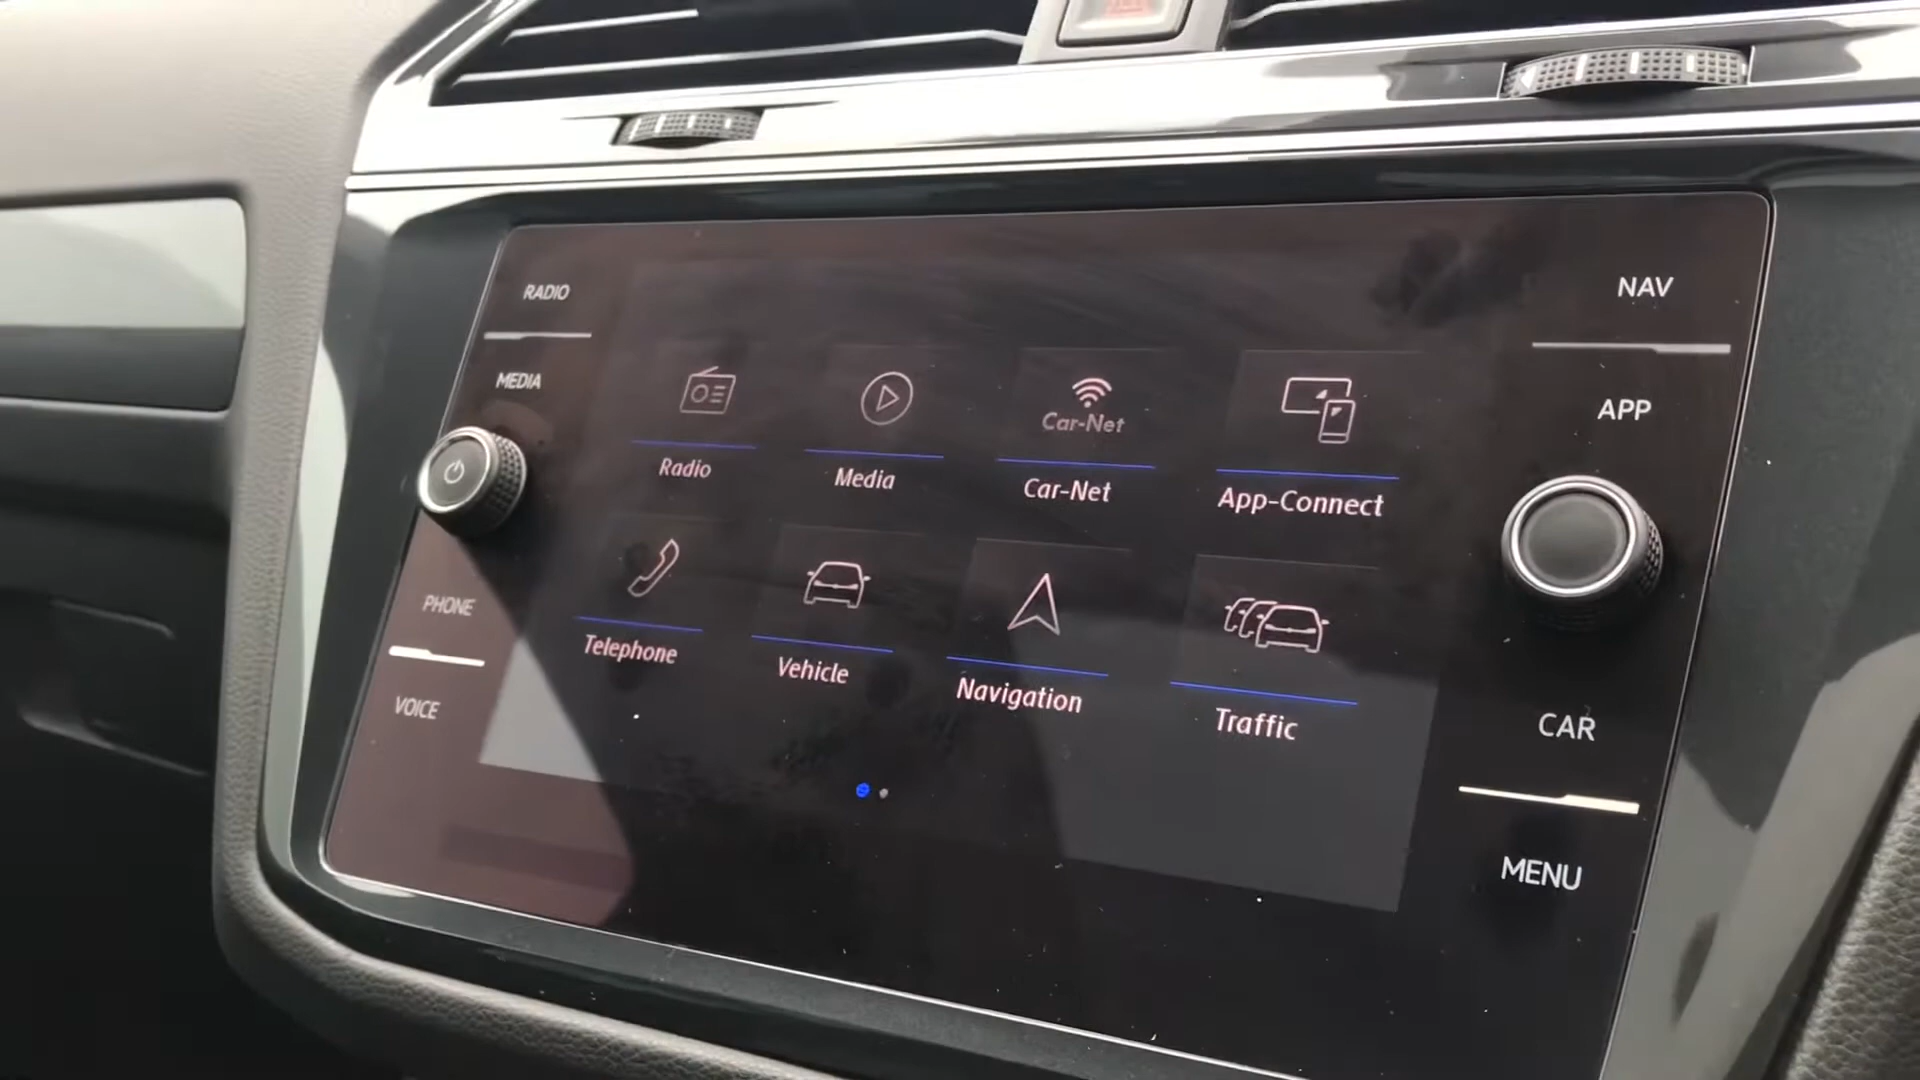 RADIO
MEDIA
PHONE
VOICE
Car-Net
Radio
Media
Car-Net
App-Connect
Telephone
Vehicle
Navigation
Traffic
NAV
APP
CAR
MENU